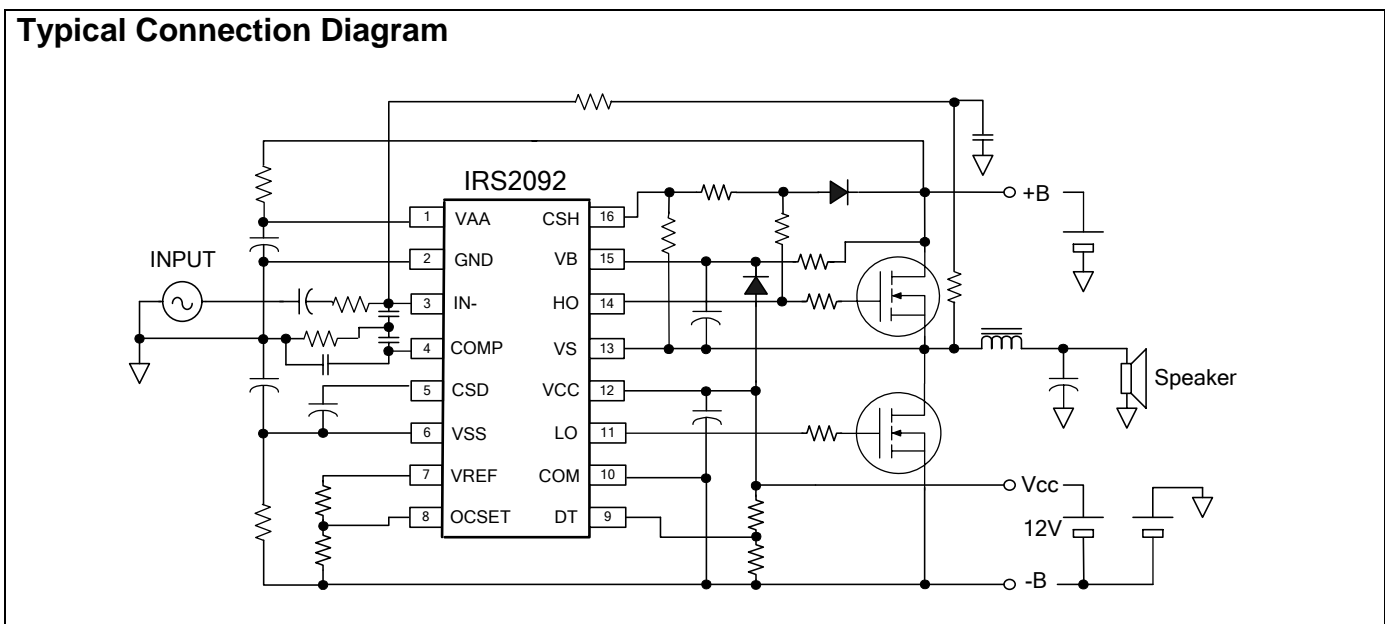 Typical Connection Diagram
IRS2092
INPUT
1 VAA
2 GND
3 IN-
4 COMP
5 CSD
6 VSS
7 VREF
8 OCSET
CSH 16
VB 15
HO 14
VS 13
VCC 12
LO 11
COM 10
DT 9
+B
Speaker
Vcc
12V
-B